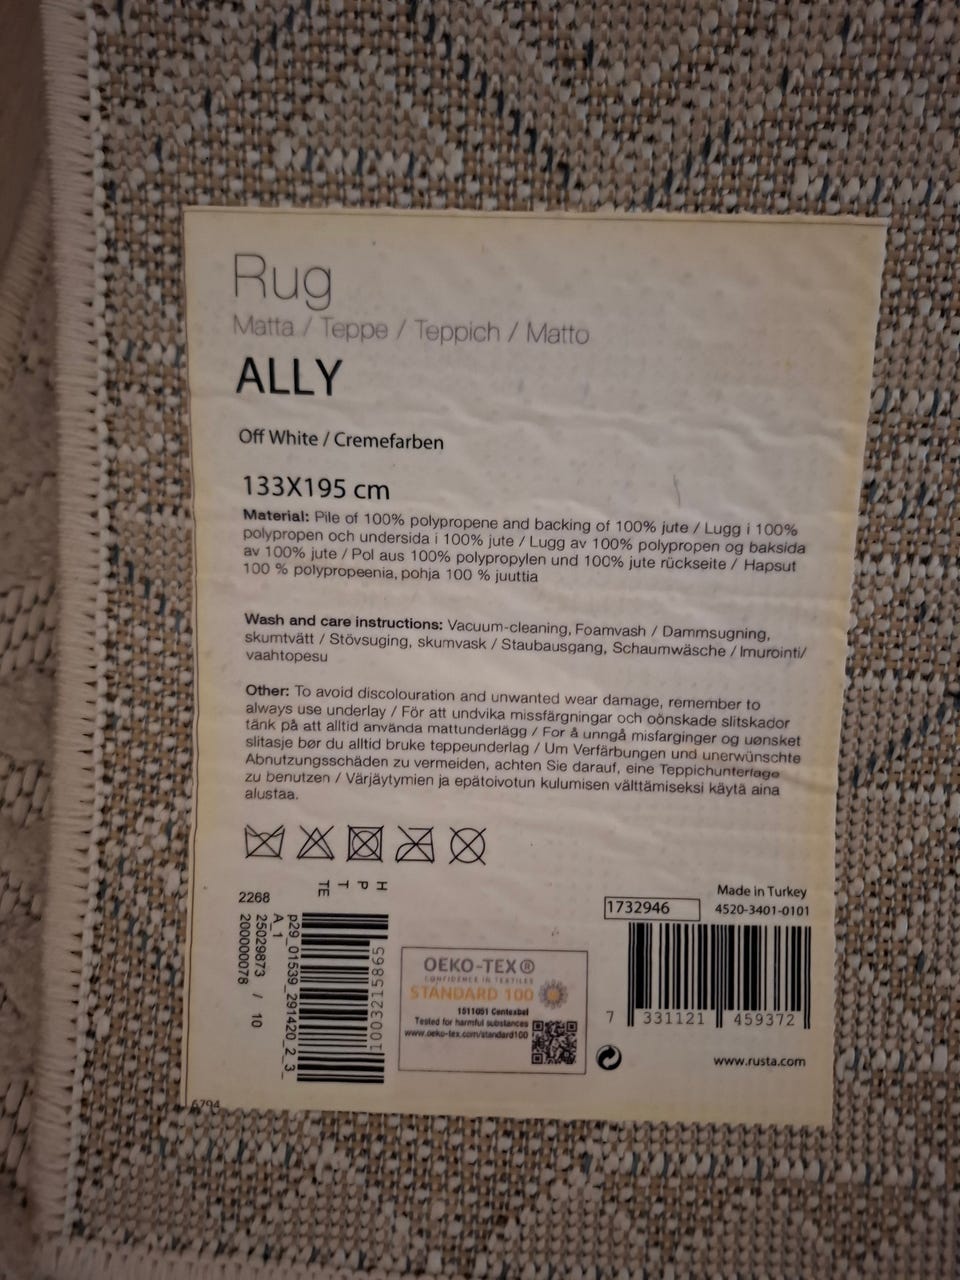 Rug
Matta / Teppe / Teppich / Matto
ALLY
Off White / Cremefarben
133X195 cm
Material: Pile of 100% polypropene and backing of 100% jute / Lugg i 100%
polypropen och undersida i 100% jute / Lugg av 100% polypropen og baksida
av 100% jute / Pol aus 100% polypropylen und 100% jute rückseite / Hapsut
100 % polypropeenia, pohja 100 % juuttia
Wash and care instructions: Vacuum-cleaning, Foamvash / Dammsugning,
skumtvätt / Stövsuging, skumvask / Staubausgang, Schaumwäsche / Imurointi/
vaahtopesu
Other: To avoid discolouration and unwanted wear damage, remember to
always use underlay / För att undvika missfärgningar och oönskade slitskador
tänk på att alltid använda mattunderlägg / For å unngå misfarginger og uønsket
slitasje bør du alltid bruke teppeunderlag / Um Verfärbungen und unerwünschte
Abnutzungsschäden zu vermeiden, achten Sie darauf, eine Teppichunterlage
zu benutzen / Värjäytymien ja epätoivotun kulumisen välttämiseksi käytä aina
alustaa.
H
P
T
TE
2268
p29_01539_291420_2_3_
A_1
25029873 / 10
200000078
1003215865
OEKO-TEX®
CONFIDENCE IN TEXTILES
STANDARD 100
1511051 Centexbel
Tested for harmful substances
www.oeko-tex.com/standard100
Made in Turkey
1732946 4520-3401-0101
7 331121 459372
www.rusta.com
6794